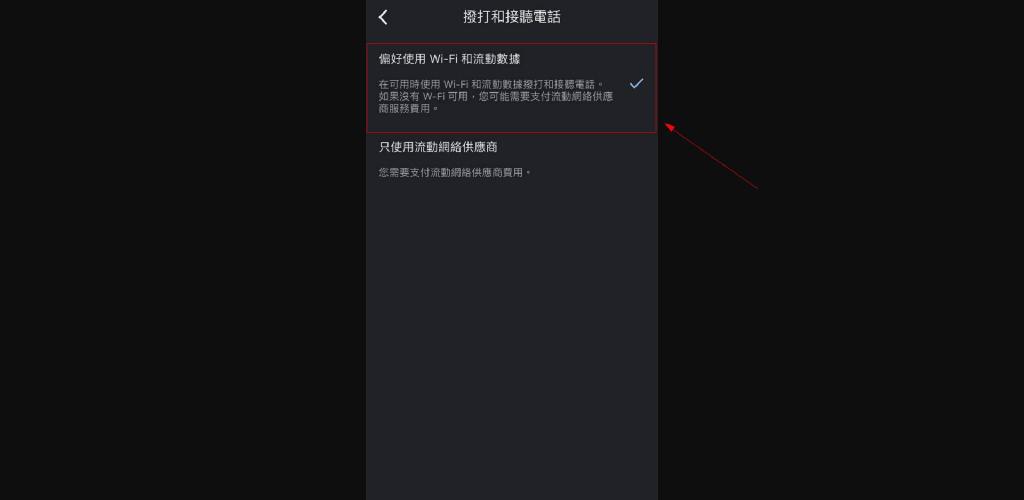 撥打和接聽電話
偏好使用 Wi-Fi 和流動數據
在可用時使用 Wi-Fi 和流動數據撥打和接聽電話。
如果沒有 W-Fi 可用，您可能需要支付流動網絡供應
商服務費用。
只使用流動網絡供應商
您需要支付流動網絡供應商費用。